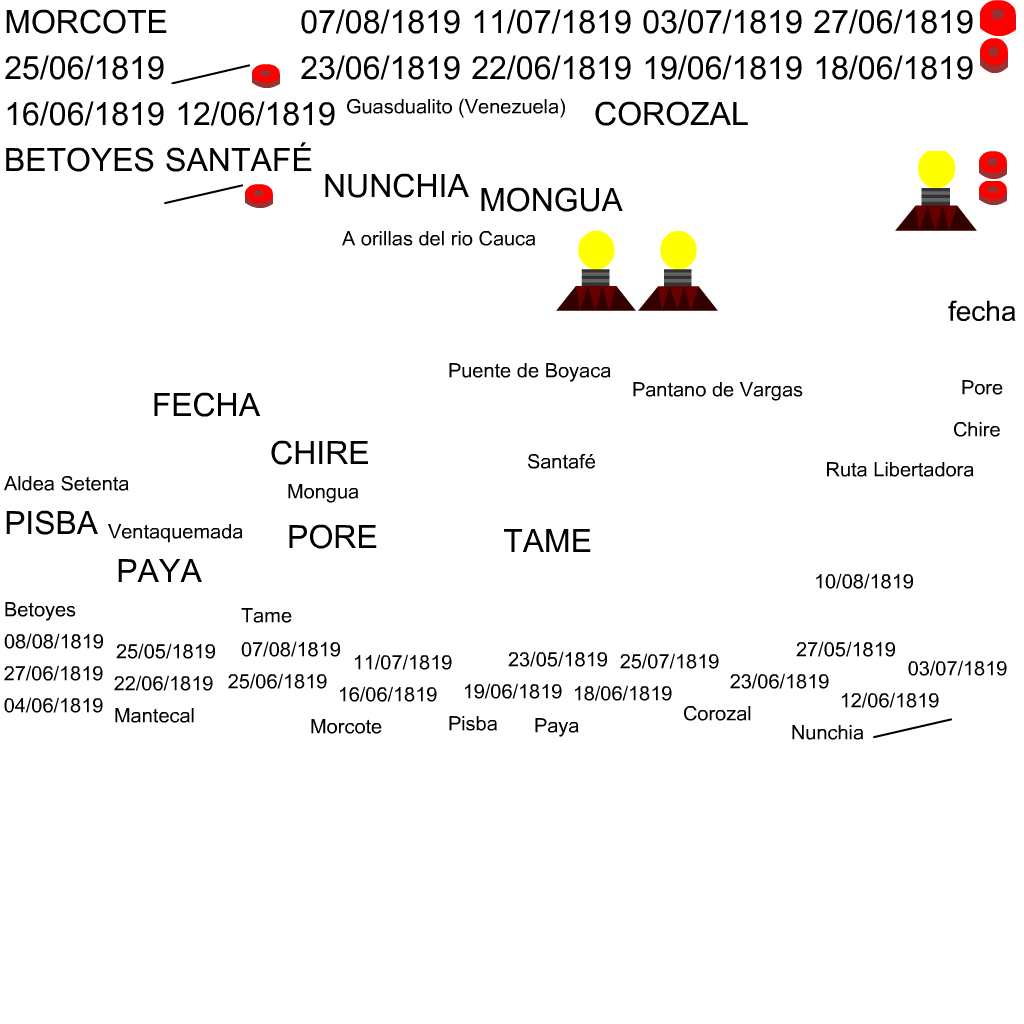 MORCOTE 07/08/1819 11/07/1819 03/07/1819 27/06/1819
25/06/1819 23/06/1819 22/06/1819 19/06/1819 18/06/1819
16/06/1819 12/06/1819 Guasdualito (Venezuela) COROZAL
BETOYES SANTAFÉ
NUNCHIA MONGUA
A orillas del rio Cauca
fecha
Puente de Boyaca
Pantano de Vargas Pore
FECHA
Chire
CHIRE
Santafé
Ruta Libertadora
Aldea Setenta
Mongua
PISBA Ventaquemada PORE TAME
PAYA
10/08/1819
Betoyes Tame
08/08/1819 25/05/1819 07/08/1819 11/07/1819 23/05/1819 25/07/1819 27/05/1819 03/07/1819
27/06/1819 22/06/1819 25/06/1819 16/06/1819 19/06/1819 18/06/1819 23/06/1819 12/06/1819
04/06/1819 Mantecal Morcote Pisba Paya Corozal Nunchia